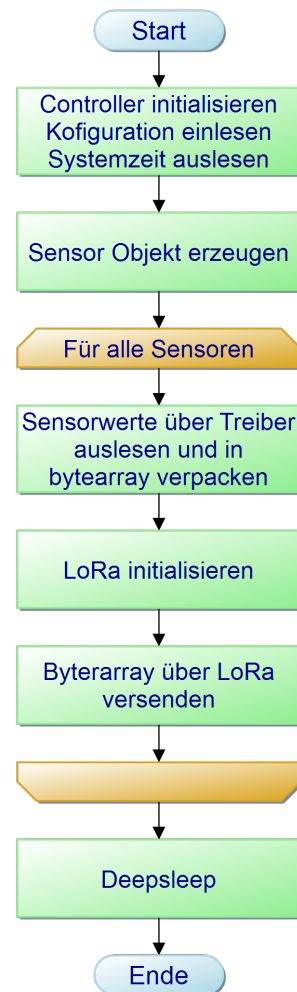 Start
Controller initialisieren
Kofiguration einlesen
Systemzeit auslesen
Sensor Objekt erzeugen
Für alle Sensoren
Sensorwerte über Treiber
auslesen und in
bytearray verpacken
LoRa initialisieren
Byterarray über LoRa
versenden
Deepsleep
Ende